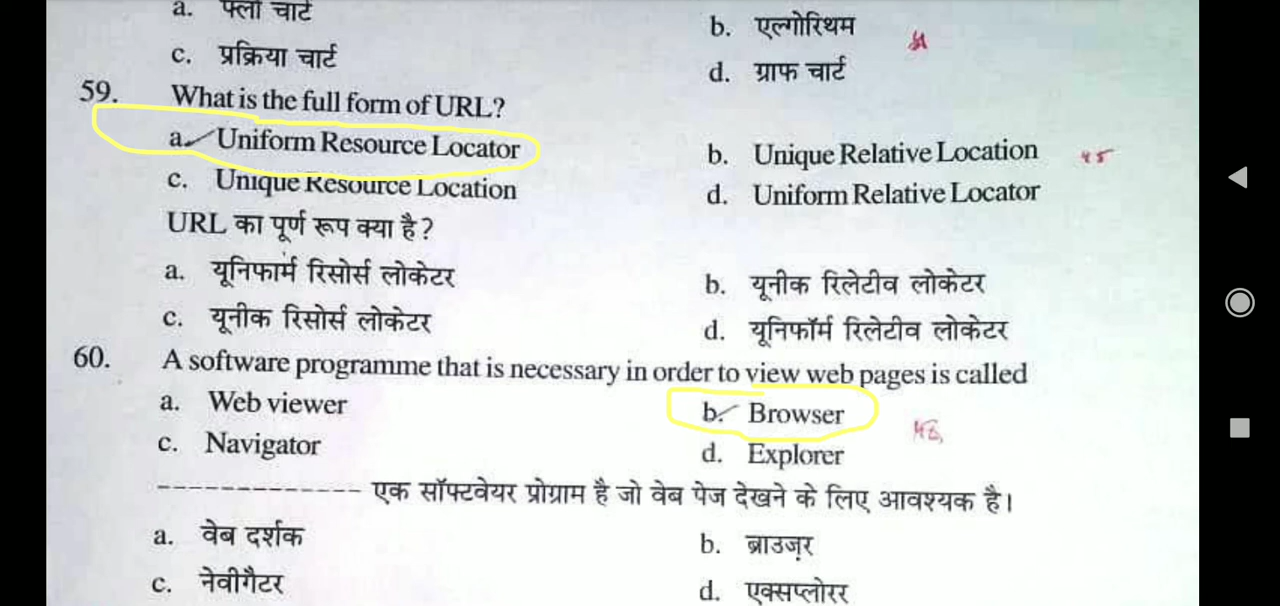 a. फ्लो चार्ट b. एल्गोरिथम
c. प्रक्रिया चार्ट d. ग्राफ चार्ट
59. What is the full form of URL?
a. Uniform Resource Locator b. Unique Relative Location 45
c. Unique Resource Location d. Uniform Relative Locator
URL का पूर्ण रूप क्या है?
a. यूनिफार्म रिसोर्स लोकेटर b. यूनीक रिलेटीव लोकेटर
c. यूनीक रिसोर्स लोकेटर d. यूनिफॉर्म रिलेटीव लोकेटर
60. A software programme that is necessary in order to view web pages is called
a. Web viewer b. Browser
c. Navigator d. Explorer
------------- एक सॉफ्टवेयर प्रोग्राम है जो वेब पेज देखने के लिए आवश्यक है।
a. वेब दर्शक b. ब्राउज़र
c. नेवीगैटर d. एक्सप्लोरर